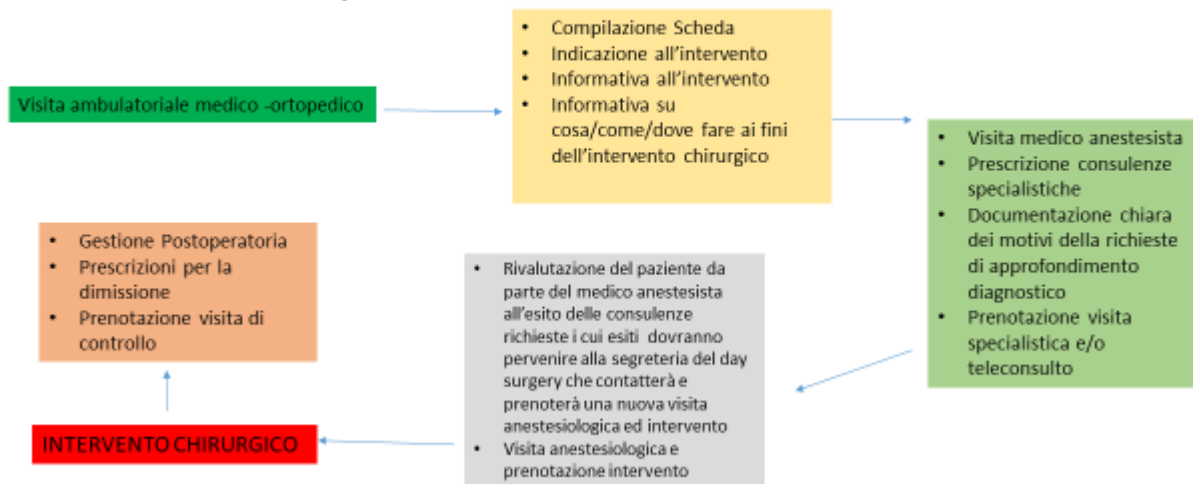 Visita ambulatoriale medico -ortopedico
• Compilazione Scheda
• Indicazione all'intervento
• Informativa all'intervento
• Informativa su
cosa/come/dove fare ai fini
dell'intervento chirurgico
• Visita medico anestesista
• Prescrizione consulenze
specialistiche
• Documentazione chiara
dei motivi della richieste
di approfondimento
diagnostico
• Prenotazione visita
specialistica e/o
teleconsulto
• Rivalutazione del paziente da
parte del medico anestesista
all'esito delle consulenze
richieste i cui esiti dovranno
pervenire alla segreteria del day
surgery che contatterà e
prenoterà una nuova visita
anestesiologica ed intervento
• Visita anestesiologica e
prenotazione intervento
INTERVENTO CHIRURGICO
• Gestione Postoperatoria
• Prescrizioni per la
dimissione
• Prenotazione visita di
controllo